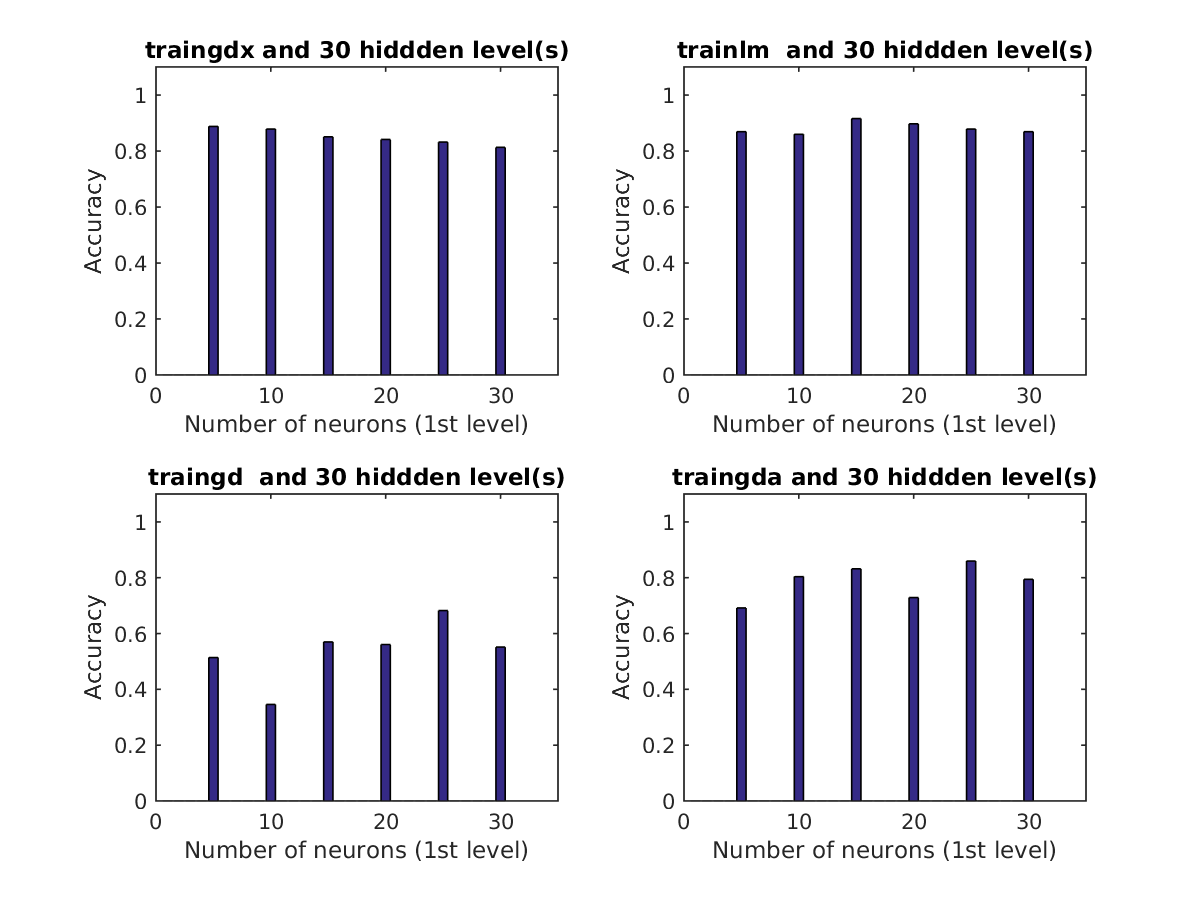 traingdx and 30 hiddden level(s)
1
0.8
0.6
0.4
0.2
0
Accuracy
0 10 20 30
Number of neurons (1st level)
trainlm  and 30 hiddden level(s)
1
0.8
0.6
0.4
0.2
0
Accuracy
0 10 20 30
Number of neurons (1st level)
traingd  and 30 hiddden level(s)
1
0.8
0.6
0.4
0.2
0
Accuracy
0 10 20 30
Number of neurons (1st level)
traingda and 30 hiddden level(s)
1
0.8
0.6
0.4
0.2
0
Accuracy
0 10 20 30
Number of neurons (1st level)